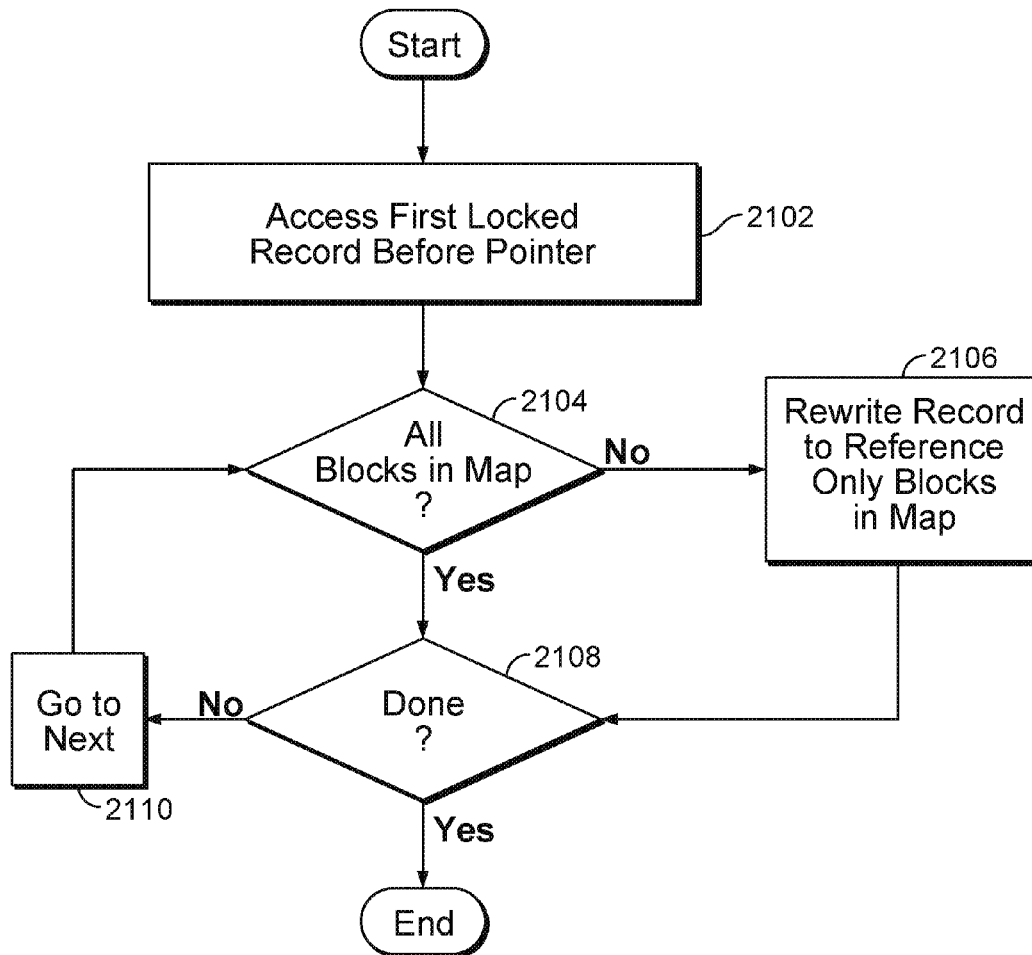 Start
Access First Locked
Record Before Pointer
2102
2104
All
Blocks in Map
?
No
2106
Rewrite Record
to Reference
Only Blocks
in Map
Yes
2108
Done
?
No
Go to
Next
2110
Yes
End